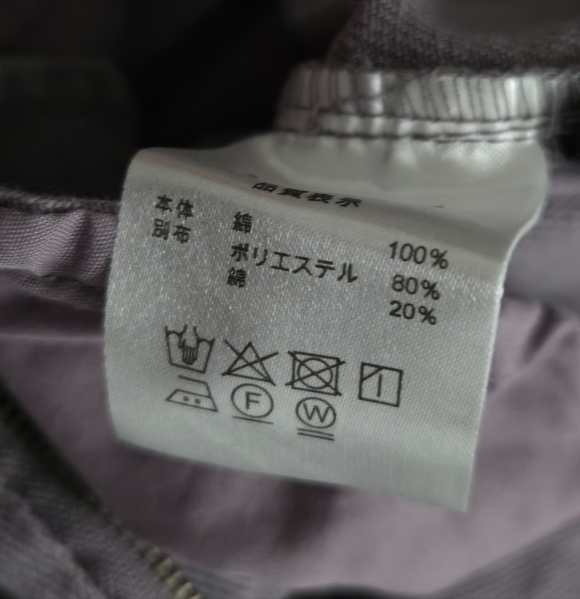 品質表示
本体 綿 100%
別布 ポリエステル 80%
綿 20%
F W